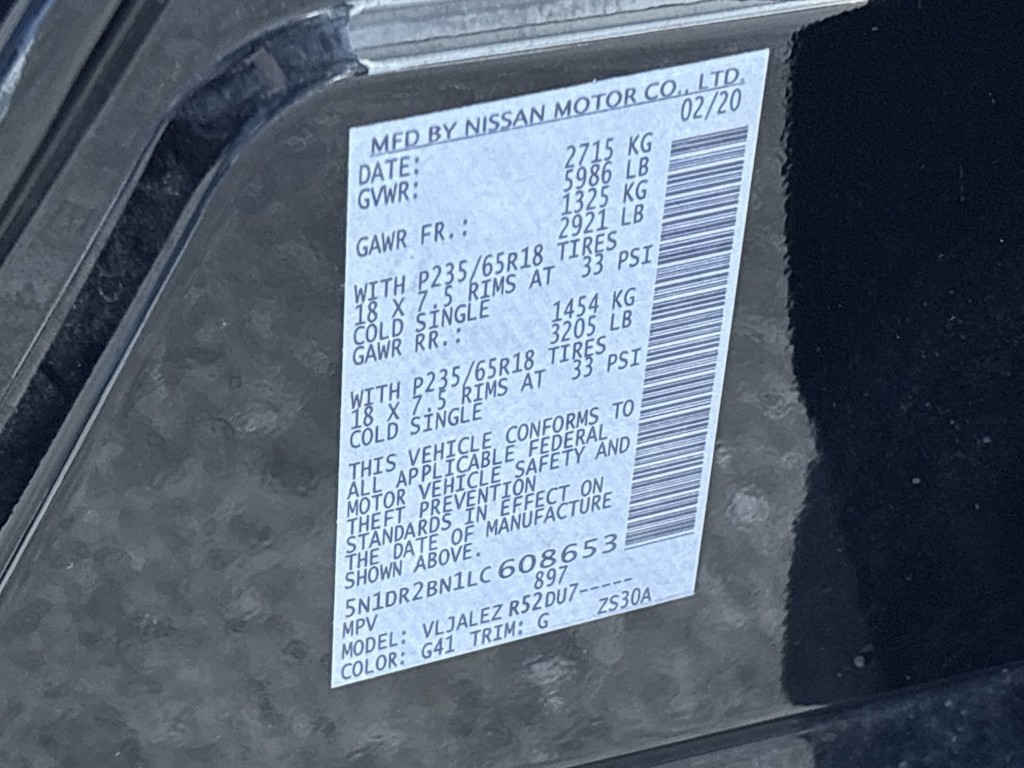 MFD BY NISSAN MOTOR CO., LTD.
DATE: 02/20
GVWR: 2715 KG
5986 LB
GAWR FR.: 1325 KG
2921 LB
WITH P235/65R18 TIRES
18 X 7.5 RIMS AT 33 PSI
COLD SINGLE
GAWR RR.: 1454 KG
3205 LB
WITH P235/65R18 TIRES
18 X 7.5 RIMS AT 33 PSI
COLD SINGLE
THIS VEHICLE CONFORMS TO
ALL APPLICABLE FEDERAL
MOTOR VEHICLE SAFETY AND
THEFT PREVENTION
STANDARDS IN EFFECT ON
THE DATE OF MANUFACTURE
SHOWN ABOVE.
5N1DR2BN1LC608653
MPV 897
MODEL: VLJALEZ R52DU7-----
COLOR: G41 TRIM: G ZS30A